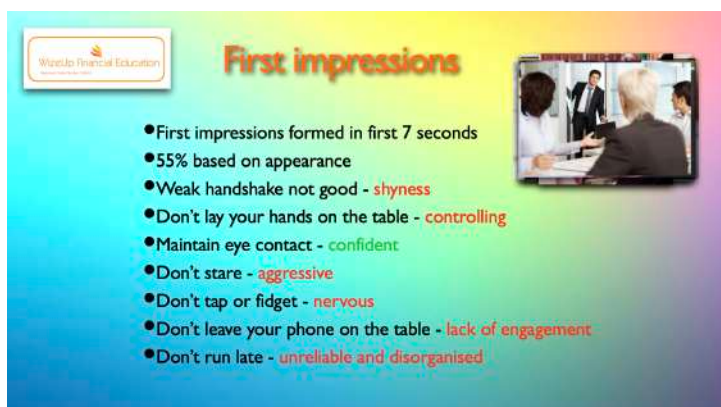 WizeUp Financial Education
First impressions
•First impressions formed in first 7 seconds
•55% based on appearance
•Weak handshake not good - shyness
•Don't lay your hands on the table - controlling
•Maintain eye contact - confident
•Don't stare - aggressive
•Don't tap or fidget - nervous
•Don't leave your phone on the table - lack of engagement
•Don't run late - unreliable and disorganised